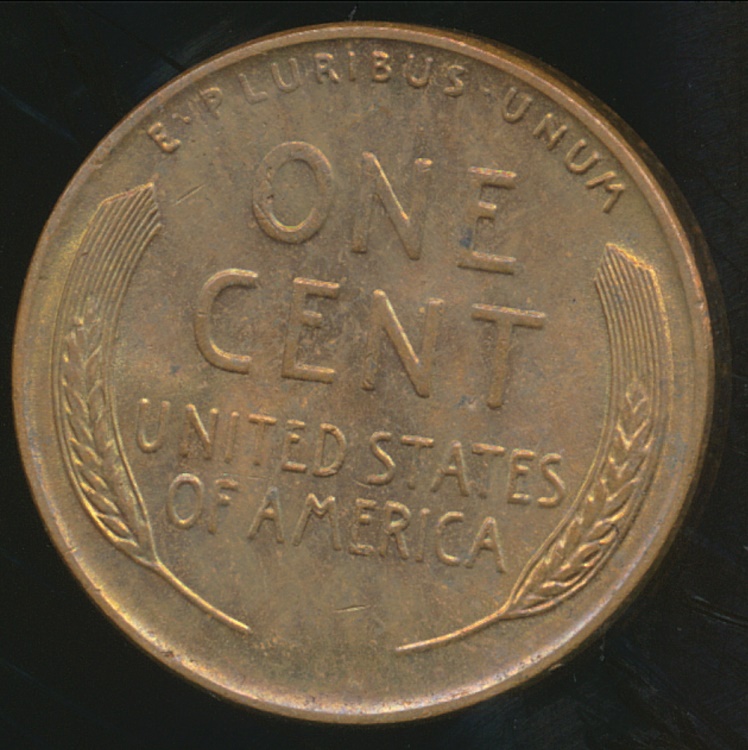 E PLURIBUS · UNUM
ONE
CENT
UNITED STATES
OF AMERICA